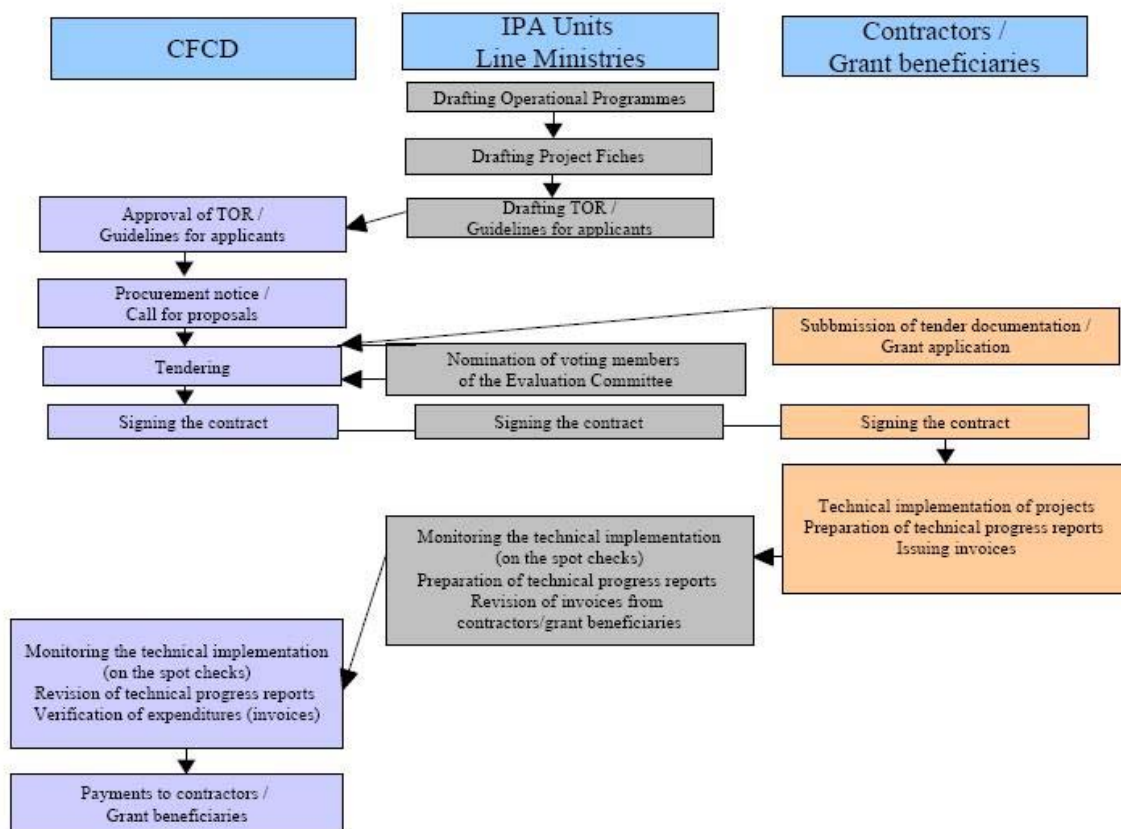 CFCD
IPA Units
Line Ministries
Contractors /
Grant beneficiaries
Drafting Operational Programmes
Drafting Project Fiches
Drafting TOR /
Guidelines for applicants
Approval of TOR /
Guidelines for applicants
Procurement notice /
Call for proposals
Subbmission of tender documentation /
Grant application
Tendering
Nomination of voting members
of the Evaluation Committee
Signing the contract
Signing the contract
Signing the contract
Technical implementation of projects
Preparation of technical progress reports
Issuing invoices
Monitoring the technical implementation
(on the spot checks)
Preparation of technical progress reports
Revision of invoices from
contractors/grant beneficiaries
Monitoring the technical implementation
(on the spot checks)
Revision of technical progress reports
Verification of expenditures (invoices)
Payments to contractors /
Grant beneficiaries